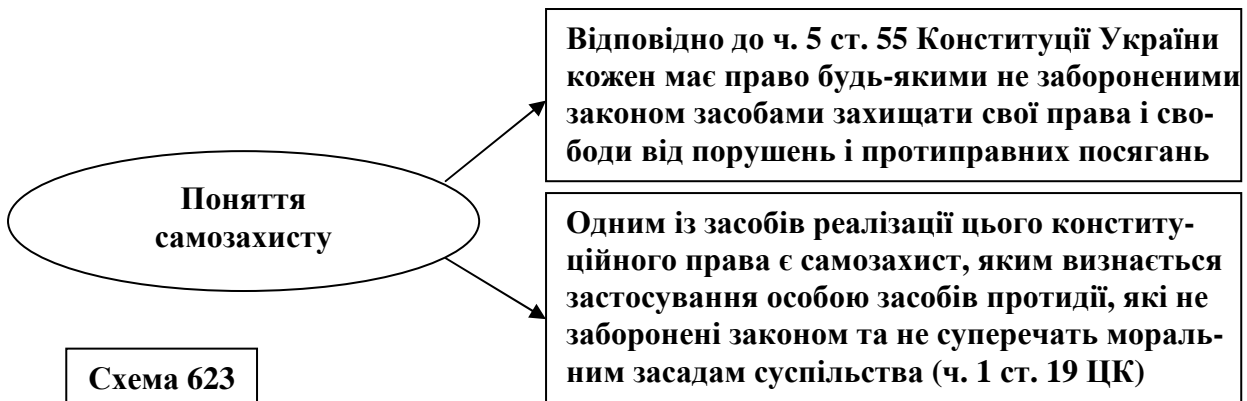 Відповідно до ч. 5 ст. 55 Конституції України
кожен має право будь-якими не забороненими
законом засобами захищати свої права і сво-
боди від порушень і протиправних посягань
Поняття
самозахисту
Одним із засобів реалізації цього консти­ту-
ційного права є самозахист, яким визнається
застосування особою засобів протидії, які не
заборонені законом та не суперечать мораль-
ним засадам суспільства (ч. 1 ст. 19 ЦК)
Схема 623